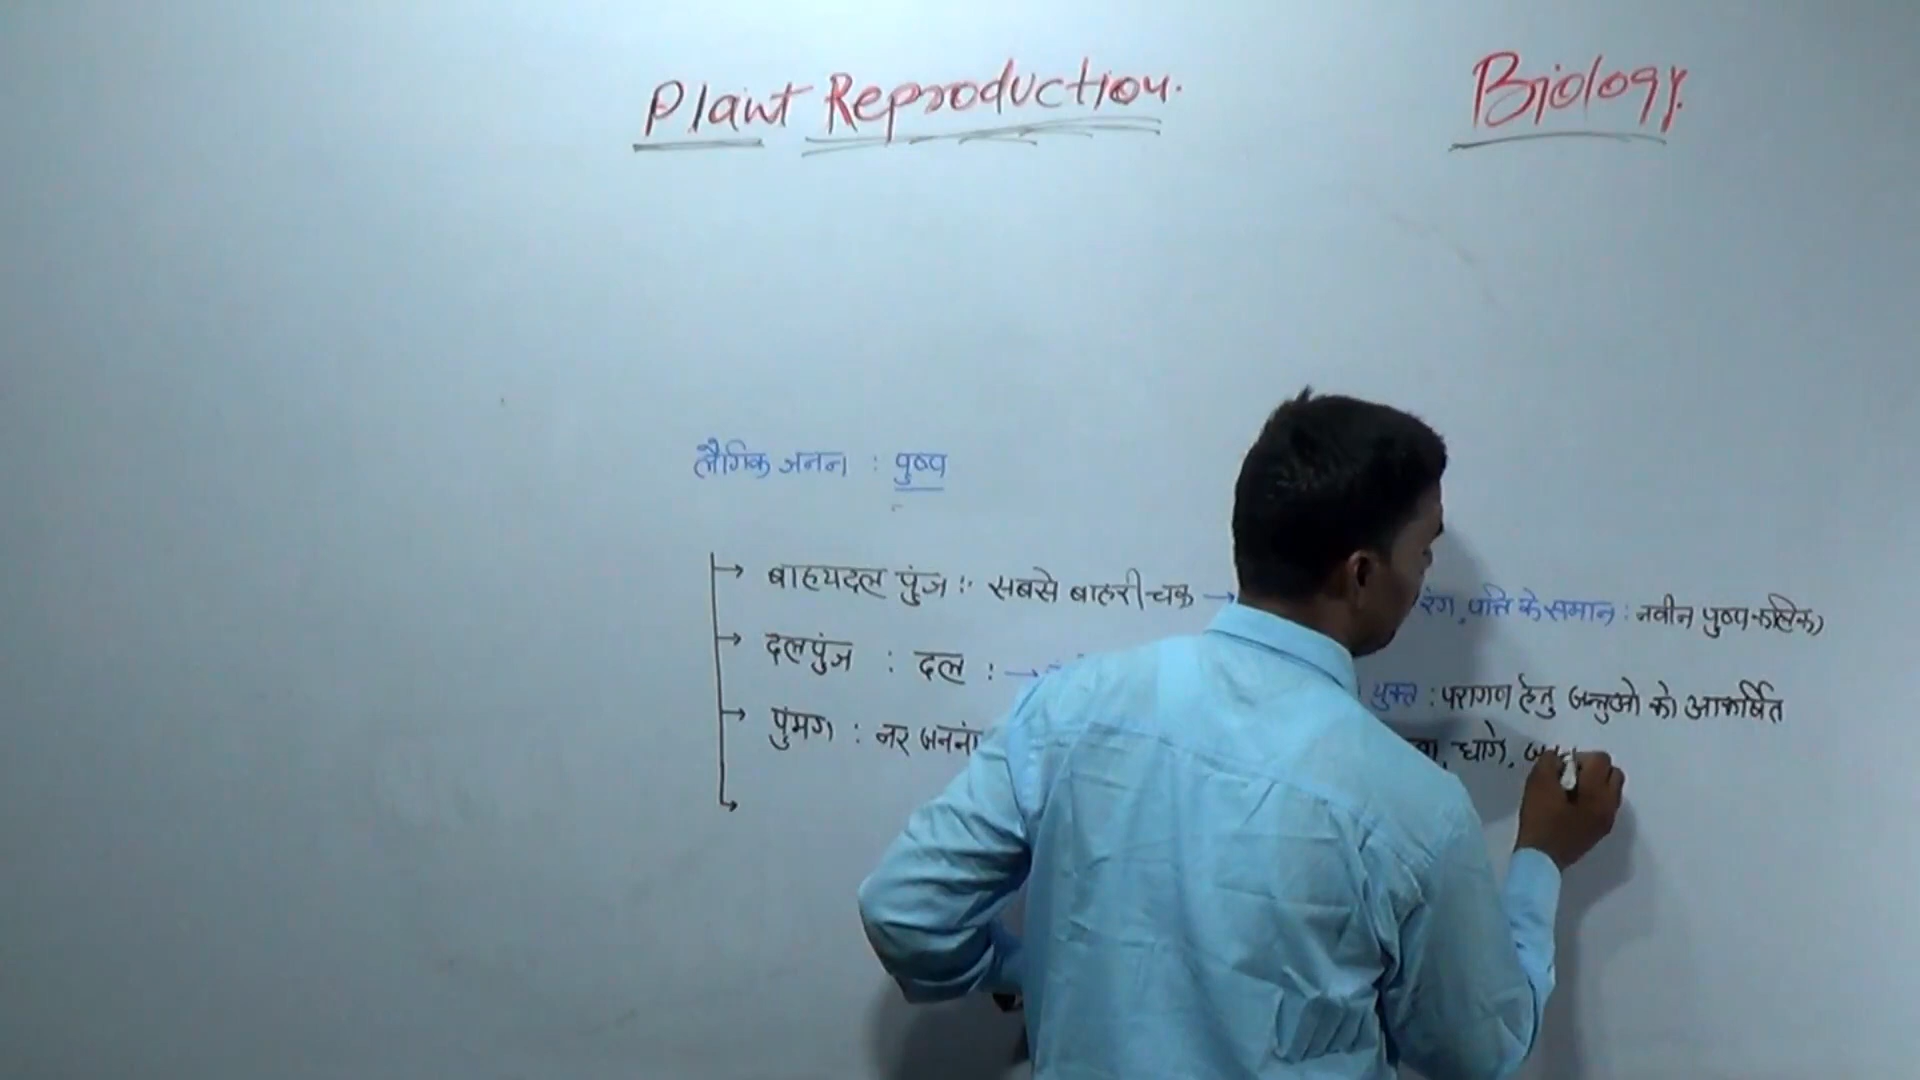 Plant Reproduction.
Biology.
लैगिक जनन : पुष्प
बाह्यदल पुंज :- सबसे बाहरी चक्र → रंग, पत्ति के समान : नवीन पुष्प कलिका
दलपुंज : दल : → युक्त : परागण हेतु जन्तुओ को आकर्षित
पुंमग : नर जननां धागे,